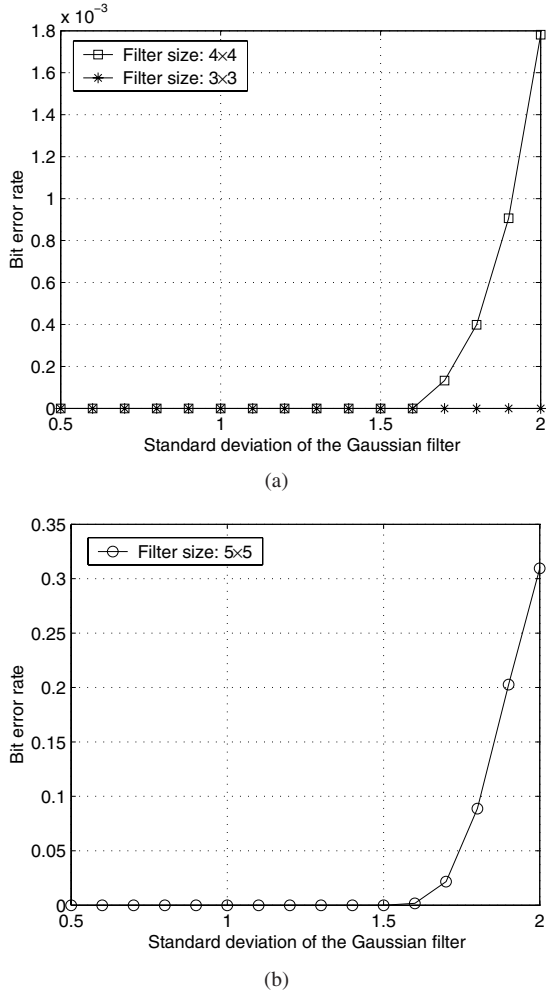 x 10⁻³
1.8
1.6
1.4
1.2
1
0.8
0.6
0.4
0.2
0
Bit error rate
Filter size: 4×4
Filter size: 3×3
0.5 1 1.5 2
Standard deviation of the Gaussian filter
(a)
0.35
0.3
0.25
0.2
0.15
0.1
0.05
0
Bit error rate
Filter size: 5×5
0.5 1 1.5 2
Standard deviation of the Gaussian filter
(b)